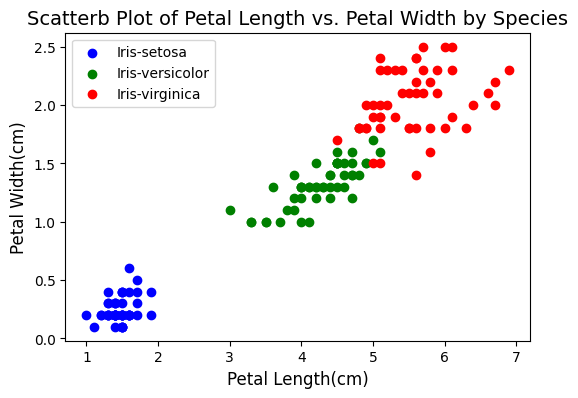 Scatterb Plot of Petal Length vs. Petal Width by Species
Iris-setosa
Iris-versicolor
Iris-virginica
Petal Width(cm)
2.5
2.0
1.5
1.0
0.5
0.0
1 2 3 4 5 6 7
Petal Length(cm)